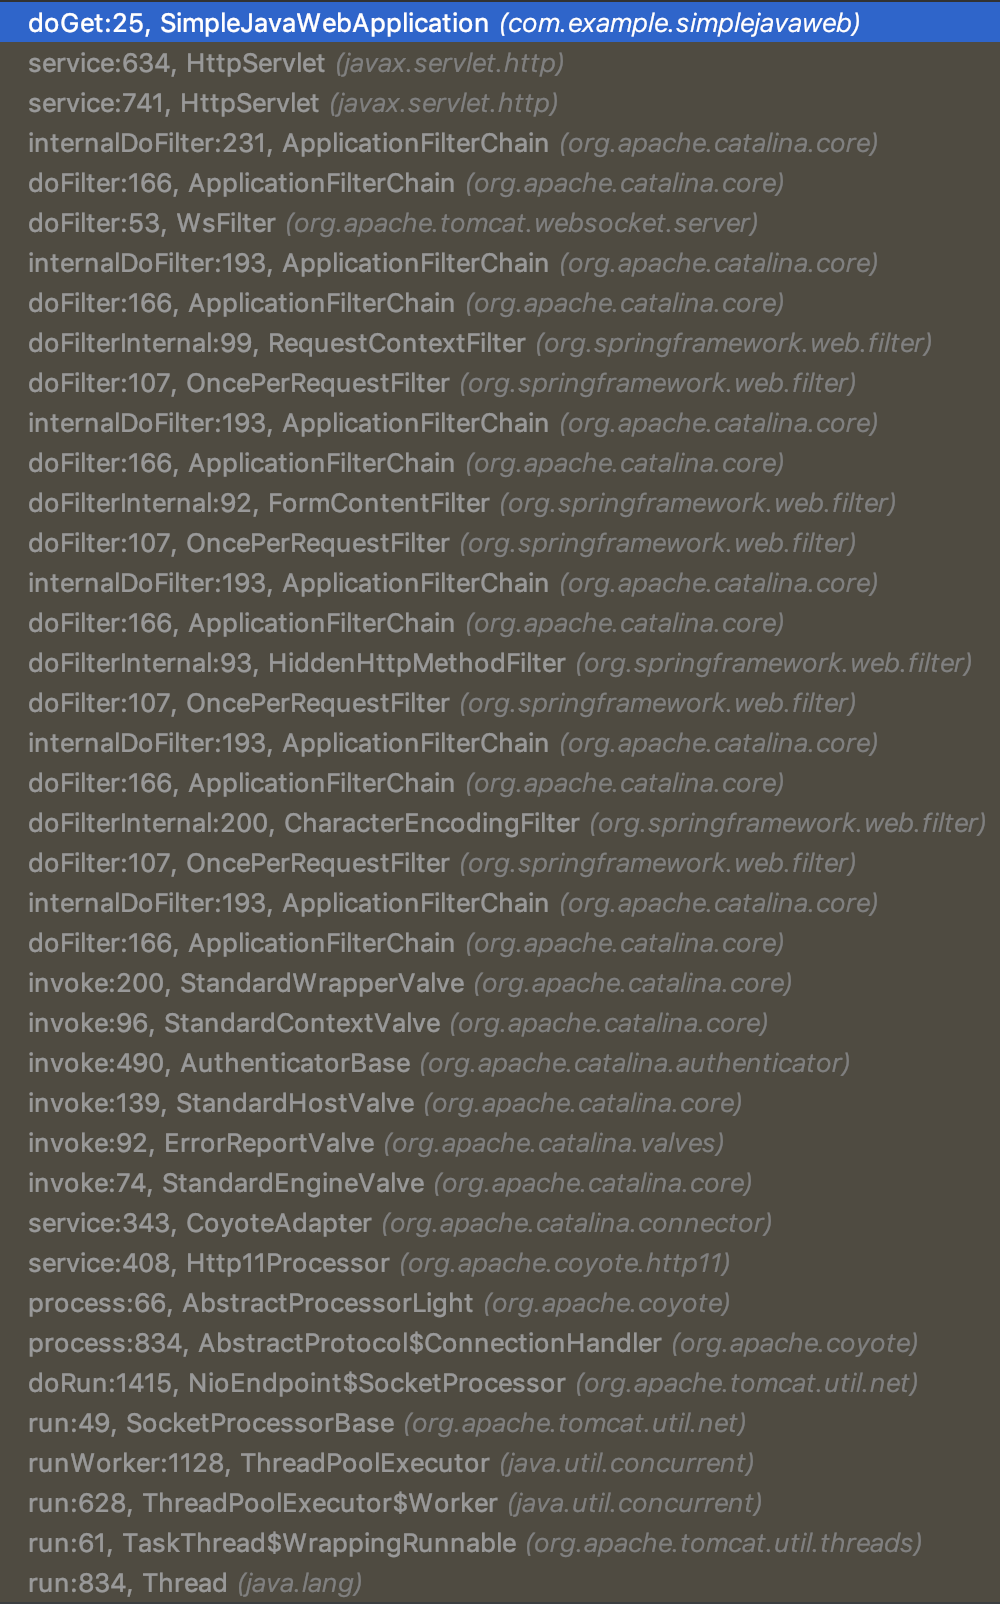 doGet:25, SimpleJavaWebApplication (com.example.simplejavaweb)
service:634, HttpServlet (javax.servlet.http)
service:741, HttpServlet (javax.servlet.http)
internalDoFilter:231, ApplicationFilterChain (org.apache.catalina.core)
doFilter:166, ApplicationFilterChain (org.apache.catalina.core)
doFilter:53, WsFilter (org.apache.tomcat.websocket.server)
internalDoFilter:193, ApplicationFilterChain (org.apache.catalina.core)
doFilter:166, ApplicationFilterChain (org.apache.catalina.core)
doFilterInternal:99, RequestContextFilter (org.springframework.web.filter)
doFilter:107, OncePerRequestFilter (org.springframework.web.filter)
internalDoFilter:193, ApplicationFilterChain (org.apache.catalina.core)
doFilter:166, ApplicationFilterChain (org.apache.catalina.core)
doFilterInternal:92, FormContentFilter (org.springframework.web.filter)
doFilter:107, OncePerRequestFilter (org.springframework.web.filter)
internalDoFilter:193, ApplicationFilterChain (org.apache.catalina.core)
doFilter:166, ApplicationFilterChain (org.apache.catalina.core)
doFilterInternal:93, HiddenHttpMethodFilter (org.springframework.web.filter)
doFilter:107, OncePerRequestFilter (org.springframework.web.filter)
internalDoFilter:193, ApplicationFilterChain (org.apache.catalina.core)
doFilter:166, ApplicationFilterChain (org.apache.catalina.core)
doFilterInternal:200, CharacterEncodingFilter (org.springframework.web.filter)
doFilter:107, OncePerRequestFilter (org.springframework.web.filter)
internalDoFilter:193, ApplicationFilterChain (org.apache.catalina.core)
doFilter:166, ApplicationFilterChain (org.apache.catalina.core)
invoke:200, StandardWrapperValve (org.apache.catalina.core)
invoke:96, StandardContextValve (org.apache.catalina.core)
invoke:490, AuthenticatorBase (org.apache.catalina.authenticator)
invoke:139, StandardHostValve (org.apache.catalina.core)
invoke:92, ErrorReportValve (org.apache.catalina.valves)
invoke:74, StandardEngineValve (org.apache.catalina.core)
service:343, CoyoteAdapter (org.apache.catalina.connector)
service:408, Http11Processor (org.apache.coyote.http11)
process:66, AbstractProcessorLight (org.apache.coyote)
process:834, AbstractProtocol$ConnectionHandler (org.apache.coyote)
doRun:1415, NioEndpoint$SocketProcessor (org.apache.tomcat.util.net)
run:49, SocketProcessorBase (org.apache.tomcat.util.net)
runWorker:1128, ThreadPoolExecutor (java.util.concurrent)
run:628, ThreadPoolExecutor$Worker (java.util.concurrent)
run:61, TaskThread$WrappingRunnable (org.apache.tomcat.util.threads)
run:834, Thread (java.lang)